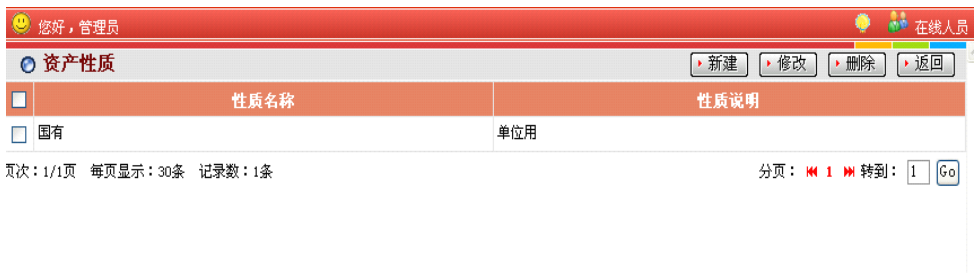 您好，管理员 在线人员
资产性质 新建 修改 删除 返回
性质名称 性质说明
国有 单位用
页次：1/1页 每页显示：30条 记录数：1条 分页： 1 转到： 1 Go